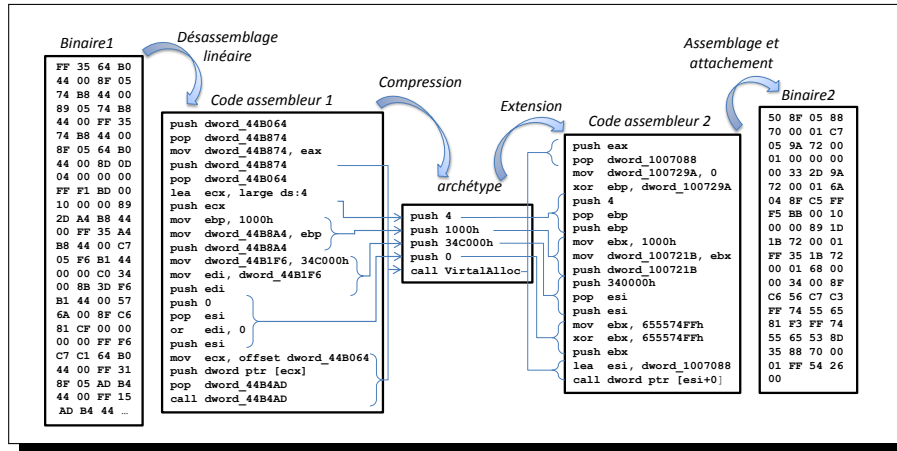 Binaire1
FF 35 64 B0
44 00 8F 05
74 B8 44 00
89 05 74 B8
44 00 FF 35
74 B8 44 00
8F 05 64 B0
44 00 8D 0D
04 00 00 00
FF F1 BD 00
10 00 00 89
2D A4 B8 44
00 FF 35 A4
B8 44 00 C7
05 F6 B1 44
00 00 C0 34
00 8B 3D F6
B1 44 00 57
6A 00 8F C6
81 CF 00 00
00 00 FF F6
C7 C1 64 B0
44 00 FF 31
8F 05 AD B4
44 00 FF 15
AD B4 44 …
Désassemblage
linéaire
Code assembleur 1
push dword_44B064
pop dword_44B874
mov dword_44B874, eax
push dword_44B874
pop dword_44B064
lea ecx, large ds:4
push ecx
mov ebp, 1000h
mov dword_44B8A4, ebp
push dword_44B8A4
mov dword_44B1F6, 34C000h
mov edi, dword_44B1F6
push edi
push 0
pop esi
or edi, 0
push esi
mov ecx, offset dword_44B064
push dword ptr [ecx]
pop dword_44B4AD
call dword_44B4AD
Compression
archétype
push 4
push 1000h
push 34C000h
push 0
call VirtalAlloc
Extension
Code assembleur 2
push eax
pop dword_1007088
mov dword_100729A, 0
xor ebp, dword_100729A
push 4
pop ebp
push ebp
mov ebx, 1000h
mov dword_100721B, ebx
push dword_100721B
push 340000h
pop esi
push esi
mov ebx, 655574FFh
xor ebx, 655574FFh
push ebx
lea esi, dword_1007088
call dword ptr [esi+0]
Assemblage et
attachement
Binaire2
50 8F 05 88
70 00 01 C7
05 9A 72 00
01 00 00 00
00 33 2D 9A
72 00 01 6A
04 8F C5 FF
F5 BB 00 10
00 00 89 1D
1B 72 00 01
FF 35 1B 72
00 01 68 00
00 34 00 8F
C6 56 C7 C3
FF 74 55 65
81 F3 FF 74
55 65 53 8D
35 88 70 00
01 FF 54 26
00